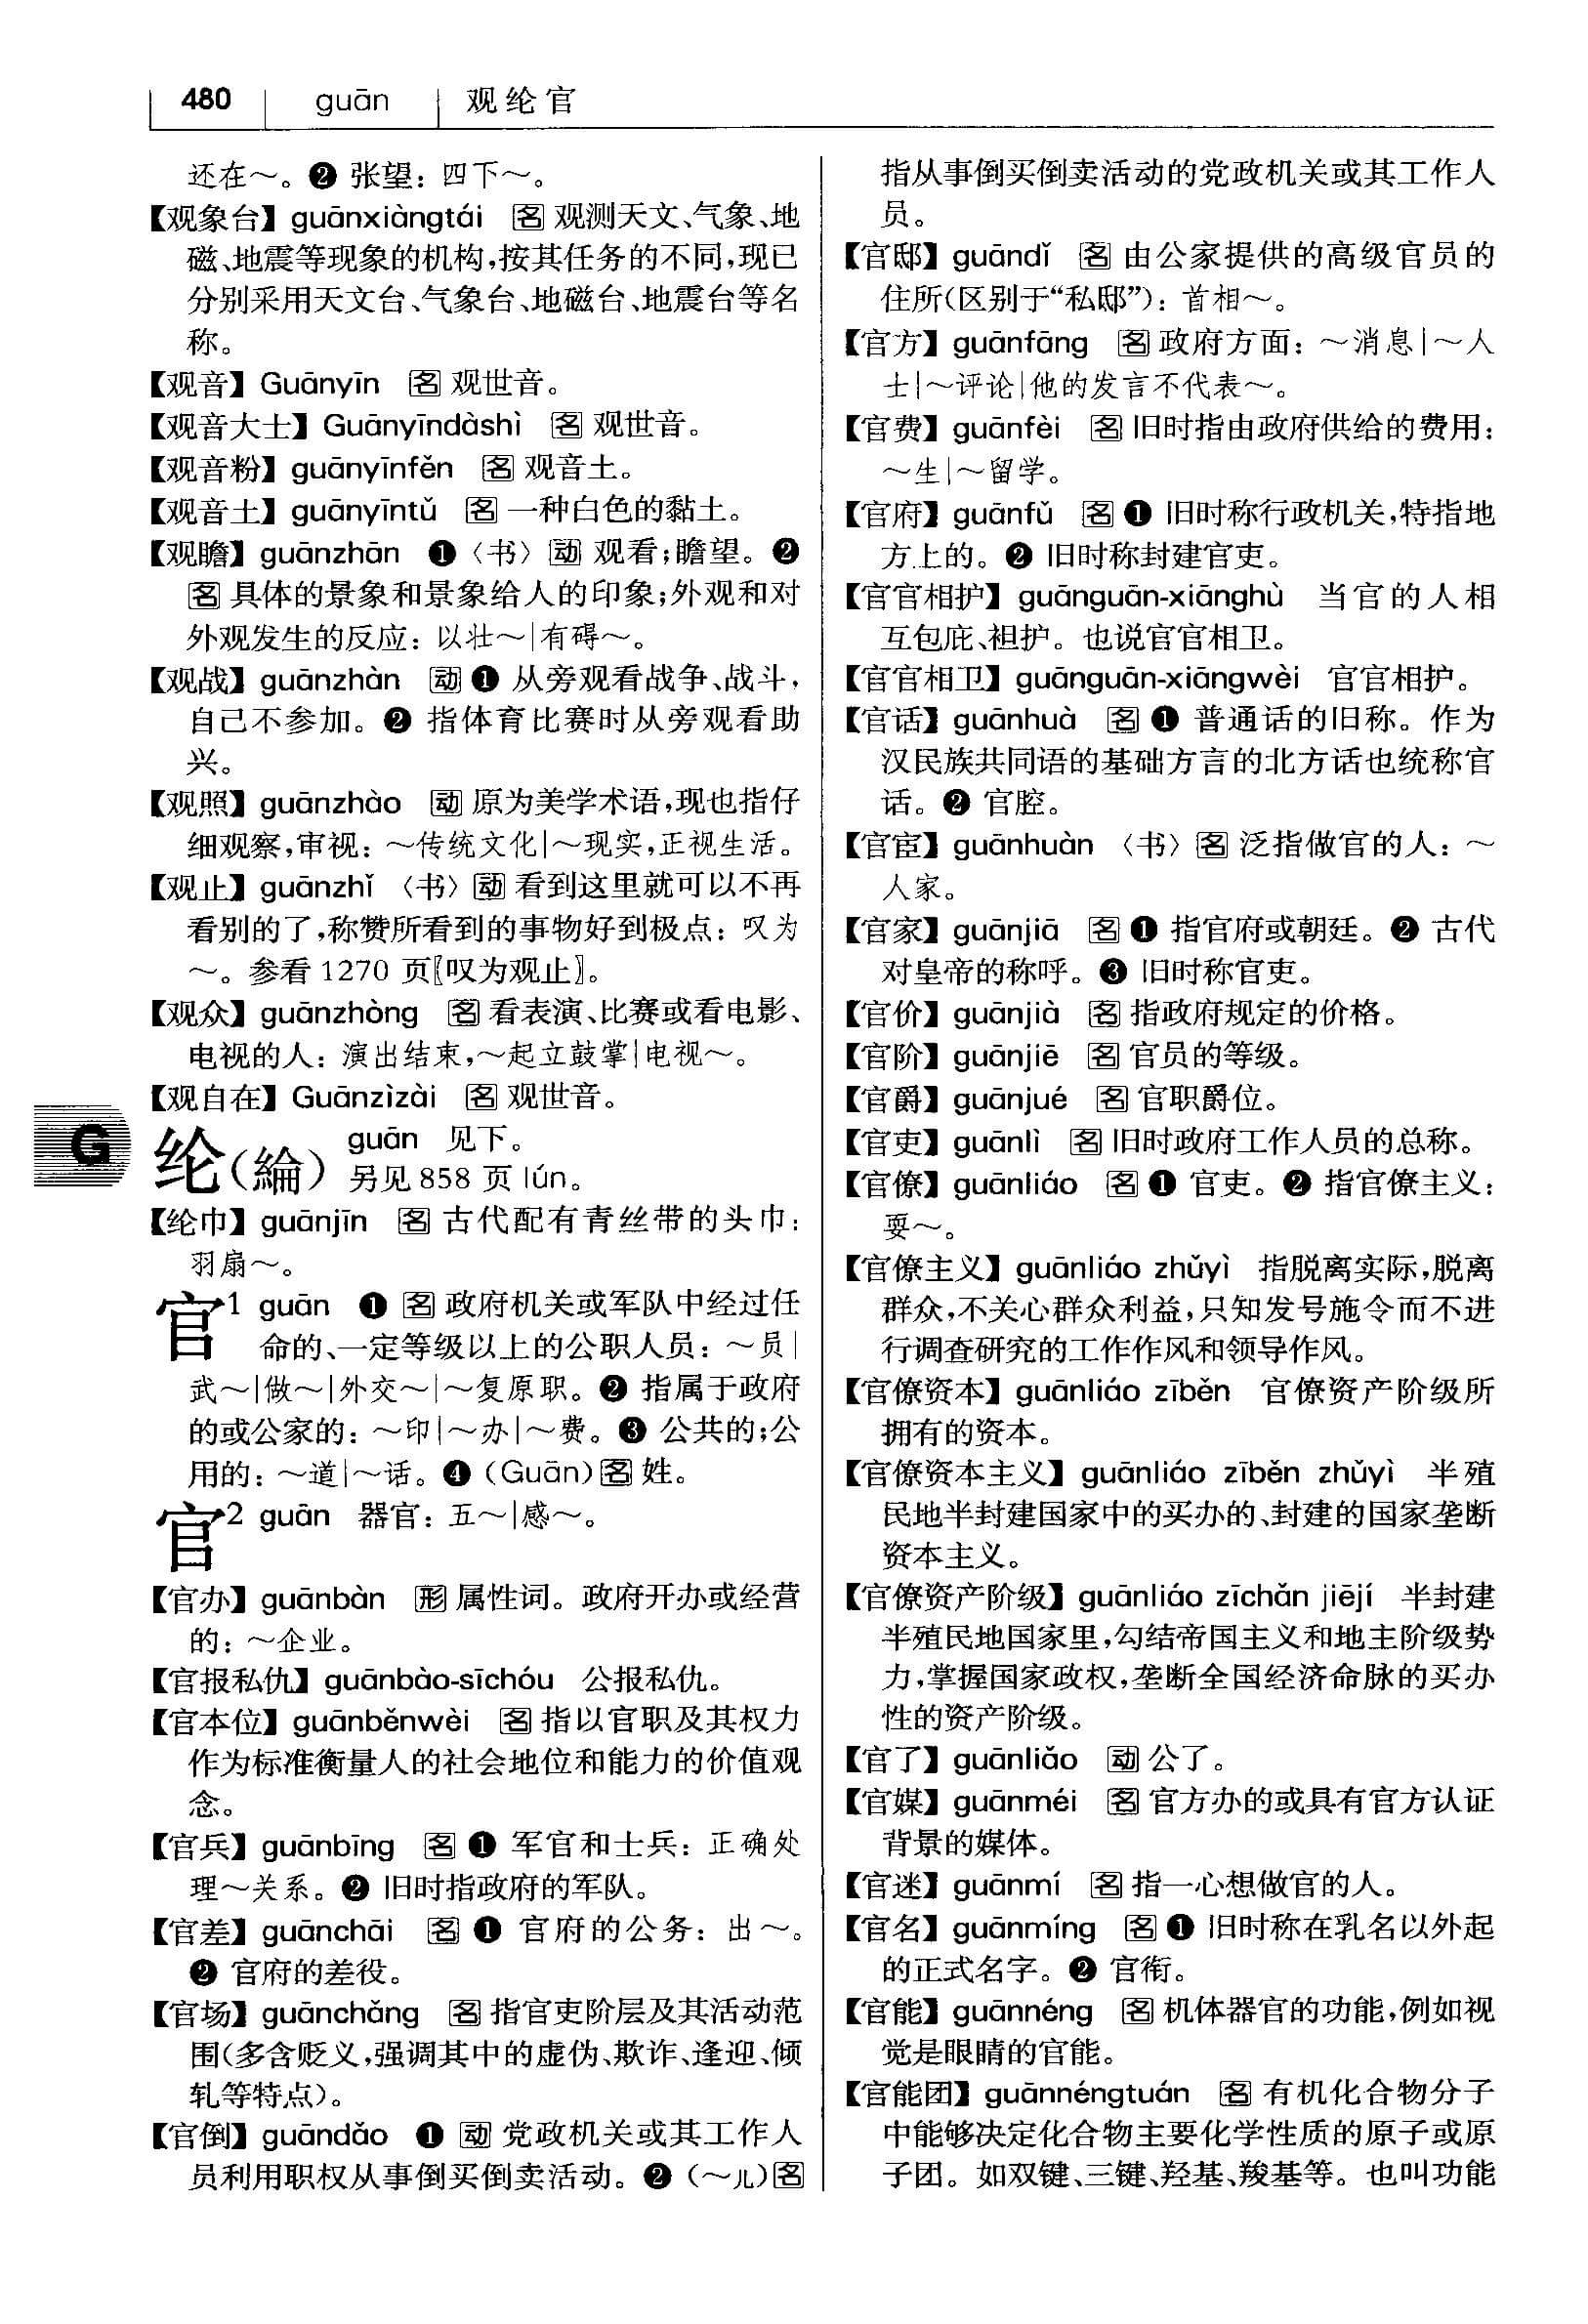 480 guān 观纶官
还在～。❷ 张望：四下～。
【观象台】guānxiàngtái 名 观测天文、气象、地
磁、地震等现象的机构，按其任务的不同，现已
分别采用天文台、气象台、地磁台、地震台等名
称。
【观音】Guānyīn 名 观世音。
【观音大士】Guānyīndàshì 名 观世音。
【观音粉】guānyīnfěn 名 观音土。
【观音土】guānyīntǔ 名 一种白色的黏土。
【观瞻】guānzhān ❶〈书〉动 观看；瞻望。❷
名 具体的景象和景象给人的印象；外观和对
外观发生的反应：以壮～|有碍～。
【观战】guānzhàn 动 ❶ 从旁观看战争、战斗，
自己不参加。❷ 指体育比赛时从旁观看助
兴。
【观照】guānzhào 动 原为美学术语，现也指仔
细观察，审视：～传统文化|～现实，正视生活。
【观止】guānzhǐ〈书〉动 看到这里就可以不再
看别的了，称赞所看到的事物好到极点：叹为
～。参看 1270 页〖叹为观止〗。
【观众】guānzhòng 名 看表演、比赛或看电影、
电视的人：演出结束，～起立鼓掌|电视～。
【观自在】Guānzìzài 名 观世音。
G
纶（綸） guān 见下。
另见 858 页 lún。
【纶巾】guānjīn 名 古代配有青丝带的头巾：
羽扇～。
官1 guān ❶ 名 政府机关或军队中经过任
命的、一定等级以上的公职人员：～员|
武～|做～|外交～|～复原职。❷ 指属于政府
的或公家的：～印|～办|～费。❸ 公共的；公
用的：～道|～话。❹（Guān）名 姓。
官2 guān 器官：五～|感～。
【官办】guānbàn 形 属性词。政府开办或经营
的：～企业。
【官报私仇】guānbào-sīchóu 公报私仇。
【官本位】guānběnwèi 名 指以官职及其权力
作为标准衡量人的社会地位和能力的价值观
念。
【官兵】guānbīng 名 ❶ 军官和士兵：正确处
理～关系。❷ 旧时指政府的军队。
【官差】guānchāi 名 ❶ 官府的公务：出～。
❷ 官府的差役。
【官场】guānchǎng 名 指官吏阶层及其活动范
围（多含贬义，强调其中的虚伪、欺诈、逢迎、倾
轧等特点）。
【官倒】guāndǎo ❶ 动 党政机关或其工作人
员利用职权从事倒买倒卖活动。❷（～儿）名
指从事倒买倒卖活动的党政机关或其工作人
员。
【官邸】guāndǐ 名 由公家提供的高级官员的
住所（区别于“私邸”）：首相～。
【官方】guānfāng 名 政府方面：～消息|～人
士|～评论|他的发言不代表～。
【官费】guānfèi 名 旧时指由政府供给的费用：
～生|～留学。
【官府】guānfǔ 名 ❶ 旧时称行政机关，特指地
方上的。❷ 旧时称封建官吏。
【官官相护】guānguān-xiānghù 当官的人相
互包庇、袒护。也说官官相卫。
【官官相卫】guānguān-xiāngwèi 官官相护。
【官话】guānhuà 名 ❶ 普通话的旧称。作为
汉民族共同语的基础方言的北方话也统称官
话。❷ 官腔。
【官宦】guānhuàn〈书〉名 泛指做官的人：～
人家。
【官家】guānjiā 名 ❶ 指官府或朝廷。❷ 古代
对皇帝的称呼。❸ 旧时称官吏。
【官价】guānjià 名 指政府规定的价格。
【官阶】guānjiē 名 官员的等级。
【官爵】guānjué 名 官职爵位。
【官吏】guānlì 名 旧时政府工作人员的总称。
【官僚】guānliáo 名 ❶ 官吏。❷ 指官僚主义：
耍～。
【官僚主义】guānliáo zhǔyì 指脱离实际，脱离
群众，不关心群众利益，只知发号施令而不进
行调查研究的工作作风和领导作风。
【官僚资本】guānliáo zīběn 官僚资产阶级所
拥有的资本。
【官僚资本主义】guānliáo zīběn zhǔyì 半殖
民地半封建国家中的买办的、封建的国家垄断
资本主义。
【官僚资产阶级】guānliáo zīchǎn jiējí 半封建
半殖民地国家里，勾结帝国主义和地主阶级势
力，掌握国家政权，垄断全国经济命脉的买办
性的资产阶级。
【官了】guānliǎo 动 公了。
【官媒】guānméi 名 官方办的或具有官方认证
背景的媒体。
【官迷】guānmí 名 指一心想做官的人。
【官名】guānmíng 名 ❶ 旧时称在乳名以外起
的正式名字。❷ 官衔。
【官能】guānnéng 名 机体器官的功能，例如视
觉是眼睛的官能。
【官能团】guānnéngtuán 名 有机化合物分子
中能够决定化合物主要化学性质的原子或原
子团。如双键、三键、羟基、羧基等。也叫功能